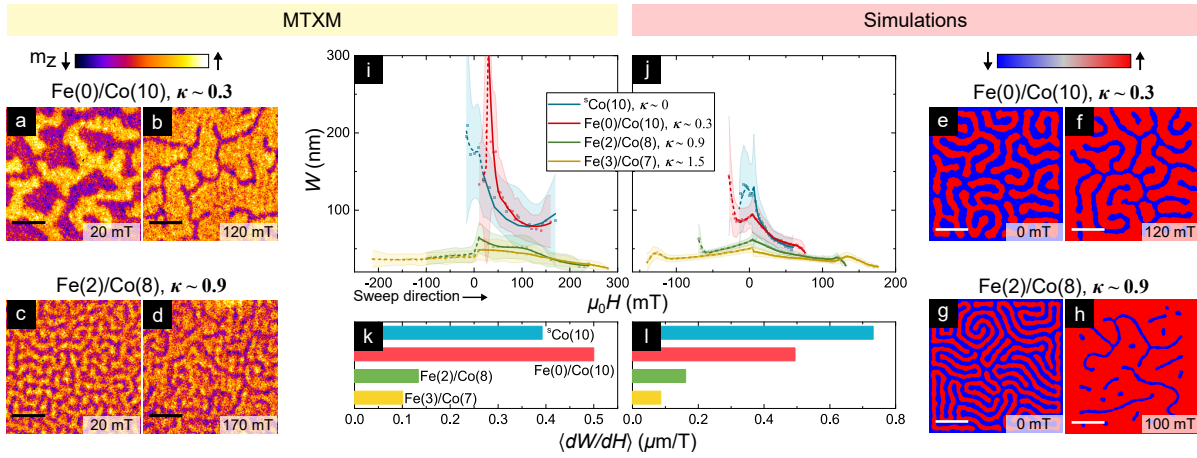 MTXM
Simulations
m_Z ↓ ↑
Fe(0)/Co(10), κ ~ 0.3
a
20 mT
b
120 mT
Fe(2)/Co(8), κ ~ 0.9
c
20 mT
d
170 mT
W (nm)
300
200
100
i
-200 -100 0 100 200 300
Sweep direction →
j
-100 0 100 200
μ₀H (mT)
ˢCo(10), κ ~ 0
Fe(0)/Co(10), κ ~ 0.3
Fe(2)/Co(8), κ ~ 0.9
Fe(3)/Co(7), κ ~ 1.5
k
ˢCo(10)
Fe(0)/Co(10)
Fe(2)/Co(8)
Fe(3)/Co(7)
0.0 0.1 0.2 0.3 0.4 0.5
l
0.0 0.2 0.4 0.6 0.8
⟨dW/dH⟩ (μm/T)
↓ ↑
Fe(0)/Co(10), κ ~ 0.3
e
0 mT
f
120 mT
Fe(2)/Co(8), κ ~ 0.9
g
0 mT
h
100 mT